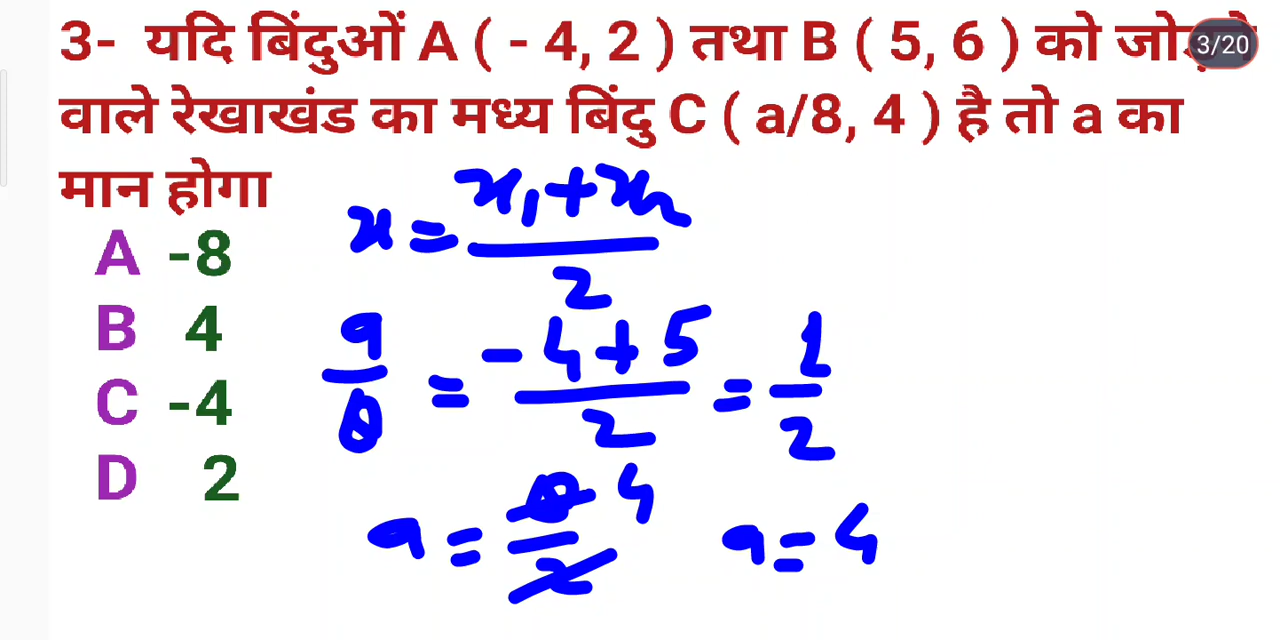 3- यदि बिंदुओं A ( - 4, 2 ) तथा B ( 5, 6 ) को
3/20
वाले रेखाखंड का मध्य बिंदु C ( a/8, 4 ) है तो a का
मान होगा
x = x₁ + x₂ / 2
A -8
B 4
a/8 = -4 + 5 / 2 = 1/2
C -4
D 2
a = 8/2 4 a = 4